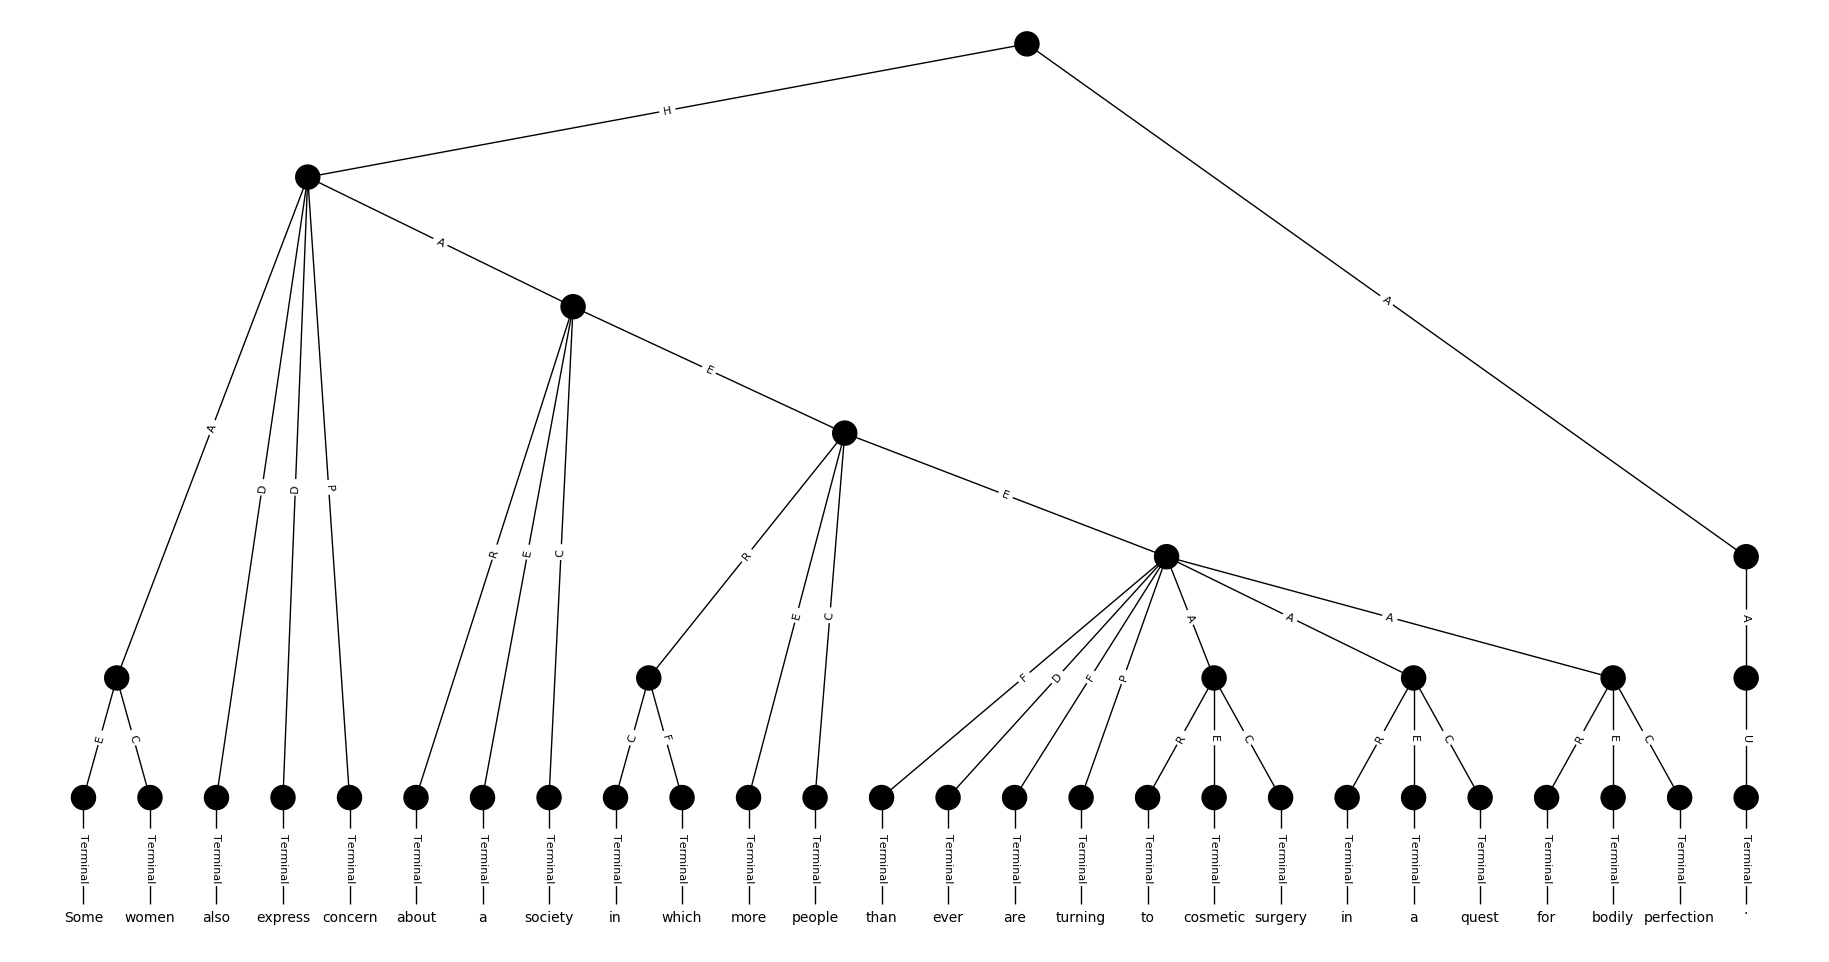 H
A
A
A
E
A
D
D
P
R
E
C
R
E
C
E
F
D
F
P
A
A
A
A
E
C
C
F
R
E
C
R
E
C
R
E
C
U
Terminal Terminal Terminal Terminal Terminal Terminal Terminal Terminal Terminal Terminal Terminal Terminal Terminal Terminal Terminal Terminal Terminal Terminal Terminal Terminal Terminal Terminal Terminal Terminal Terminal Terminal
Some women also express concern about a society in which more people than ever are turning to cosmetic surgery in a quest for bodily perfection .